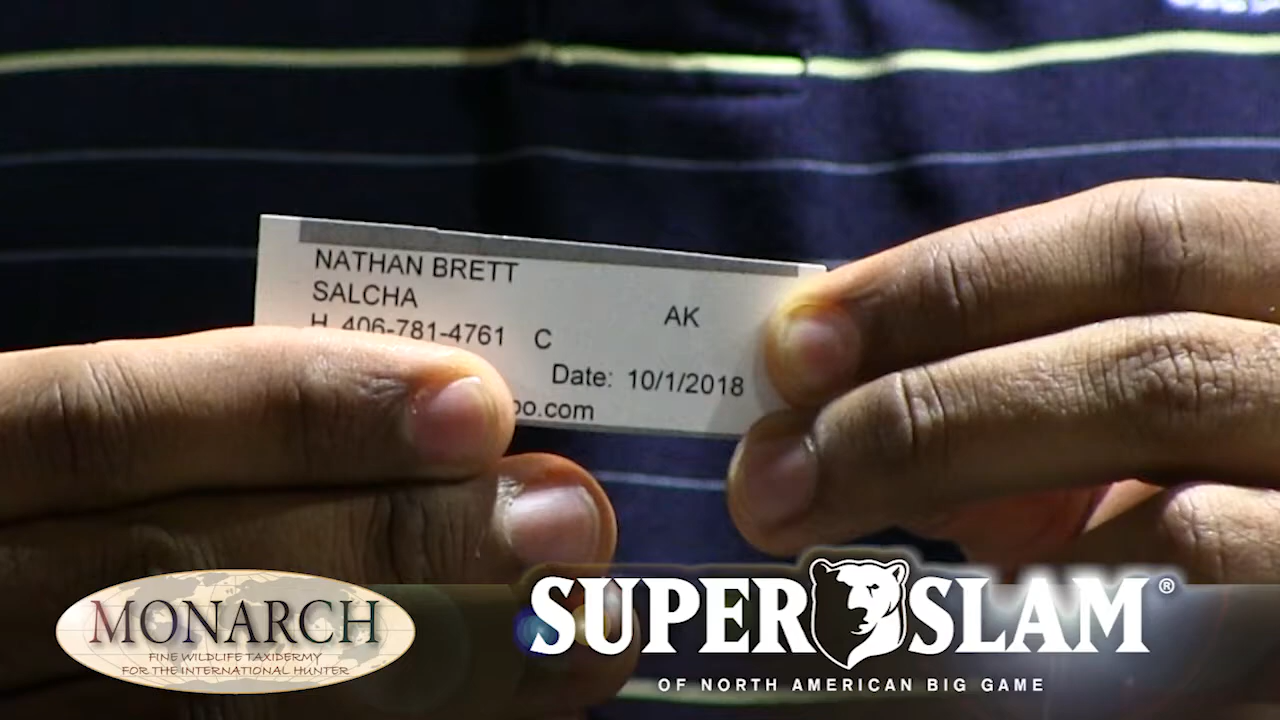 NATHAN BRETT
SALCHA AK
H 406-781-4761 C
Date: 10/1/2018
oo.com
MONARCH
FINE WILDLIFE TAXIDERMY
FOR THE INTERNATIONAL HUNTER
SUPER SLAM®
OF NORTH AMERICAN BIG GAME